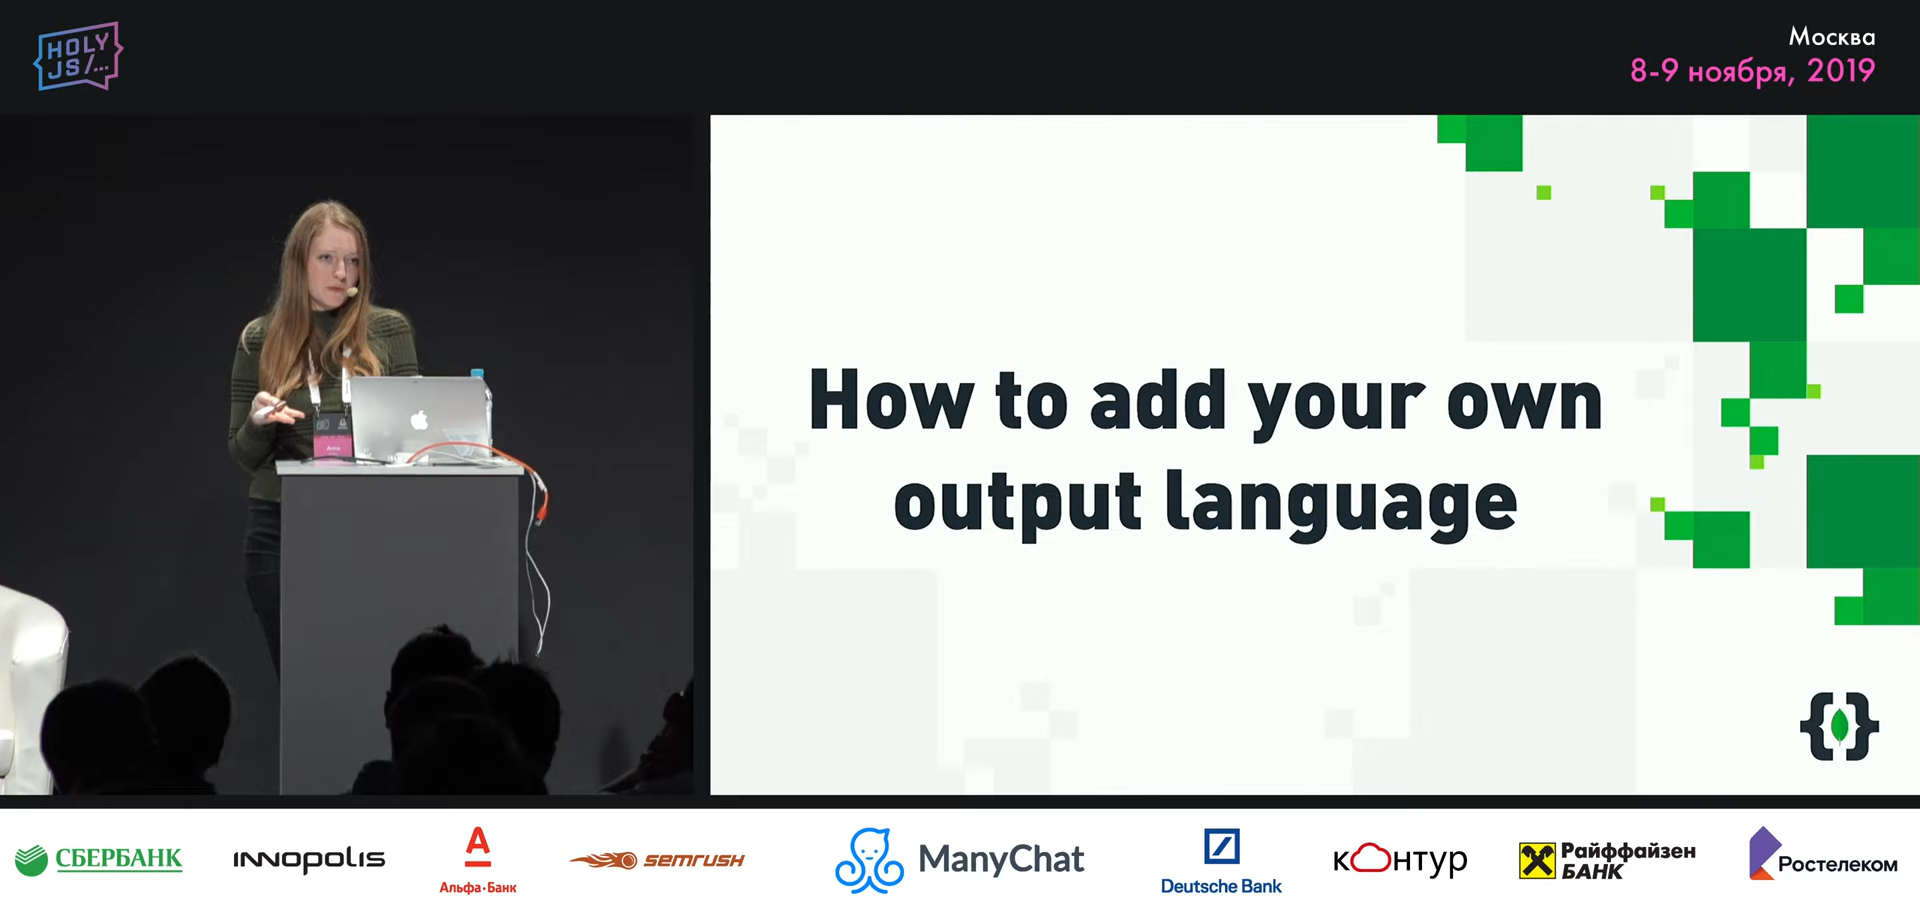 HOLY
JS/...
Москва
8-9 ноября, 2019
How to add your own
output language
Anna
СБЕРБАНК
INNOPOLIS
А
Альфа·Банк
SEMRUSH
ManyChat
Deutsche Bank
кОнтур
Райффайзен
БАНК
Ростелеком